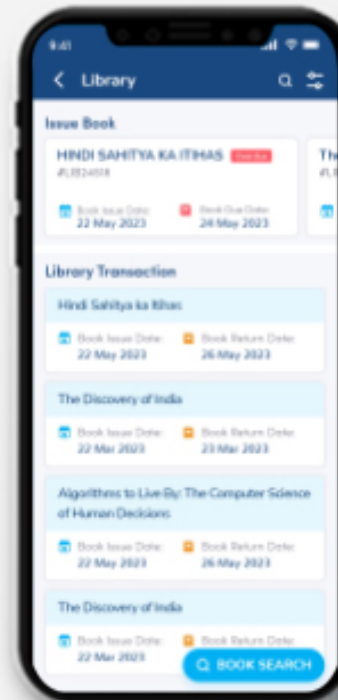 9:41
Library
Issue Book
HINDI SAHITYA KA ITIHAS
Th
Book Issue Date: Book Due Date:
22 May 2023 24 May 2023
Library Transaction
Hindi Sahitya ka Itihas
Book Issue Date: Book Return Date:
22 May 2023 26 May 2023
The Discovery of India
Book Issue Date: Book Return Date:
22 Mar 2023 23 Mar 2023
Algorithms to Live By: The Computer Science
of Human Decisions
Book Issue Date: Book Return Date:
22 May 2023 26 May 2023
The Discovery of India
Book Issue Date: Book Return Date:
22 Mar 2023
BOOK SEARCH